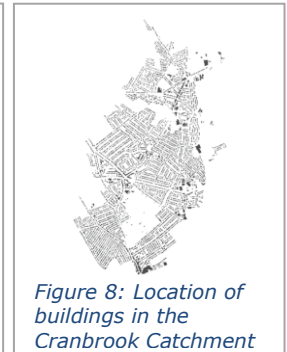 Figure 8: Location of
buildings in the
Cranbrook Catchment